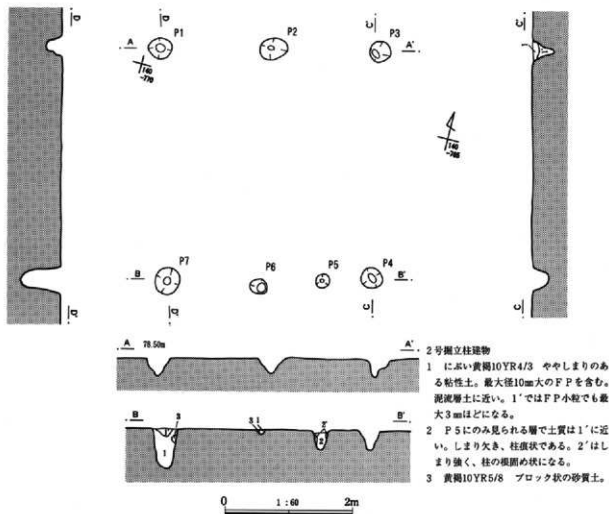 P1
P2
P3
A
A'
C'
C'
140
-770
140
-765
P7
P6
P5
P4
B
B'
C
C
A 78.50m A'
B B'
3
3 1
2'
2
1
2号掘立柱建物
1 にぶい黄褐10YR4/3 ややしまりのあ
る粘性土。最大径10mm大のFPを含む。
泥流層土に近い。1'ではFP小粒でも最
大3mmほどになる。
2 P5にのみ見られる層で土質は1'に近
い。しまり欠き、柱痕状である。2'はし
まり強く、柱の根固め状になる。
3 黄褐10YR5/8 ブロック状の砂質土。
0 1:60 2m